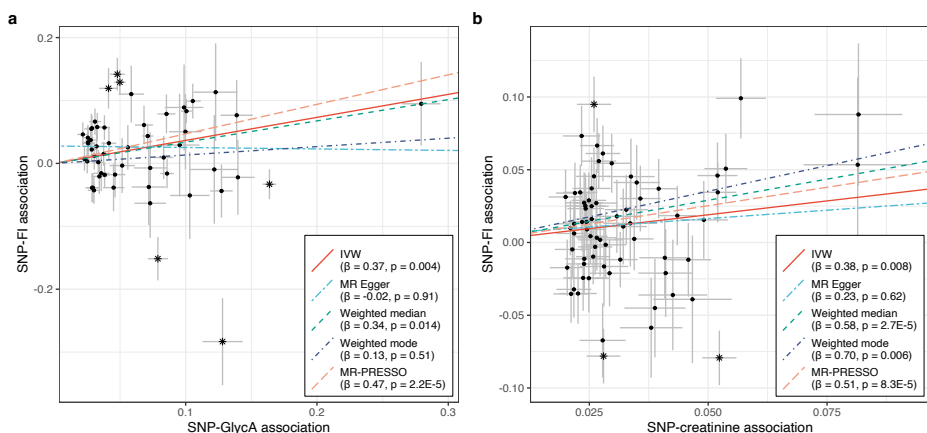 a
SNP-FI association
0.2
0.0
-0.2
0.1
0.2
0.3
SNP-GlycA association
IVW
(β = 0.37, p = 0.004)
MR Egger
(β = -0.02, p = 0.91)
Weighted median
(β = 0.34, p = 0.014)
Weighted mode
(β = 0.13, p = 0.51)
MR-PRESSO
(β = 0.47, p = 2.2E-5)
b
SNP-FI association
0.10
0.05
0.00
-0.05
-0.10
0.025
0.050
0.075
SNP-creatinine association
IVW
(β = 0.38, p = 0.008)
MR Egger
(β = 0.23, p = 0.62)
Weighted median
(β = 0.58, p = 2.7E-5)
Weighted mode
(β = 0.70, p = 0.006)
MR-PRESSO
(β = 0.51, p = 8.3E-5)